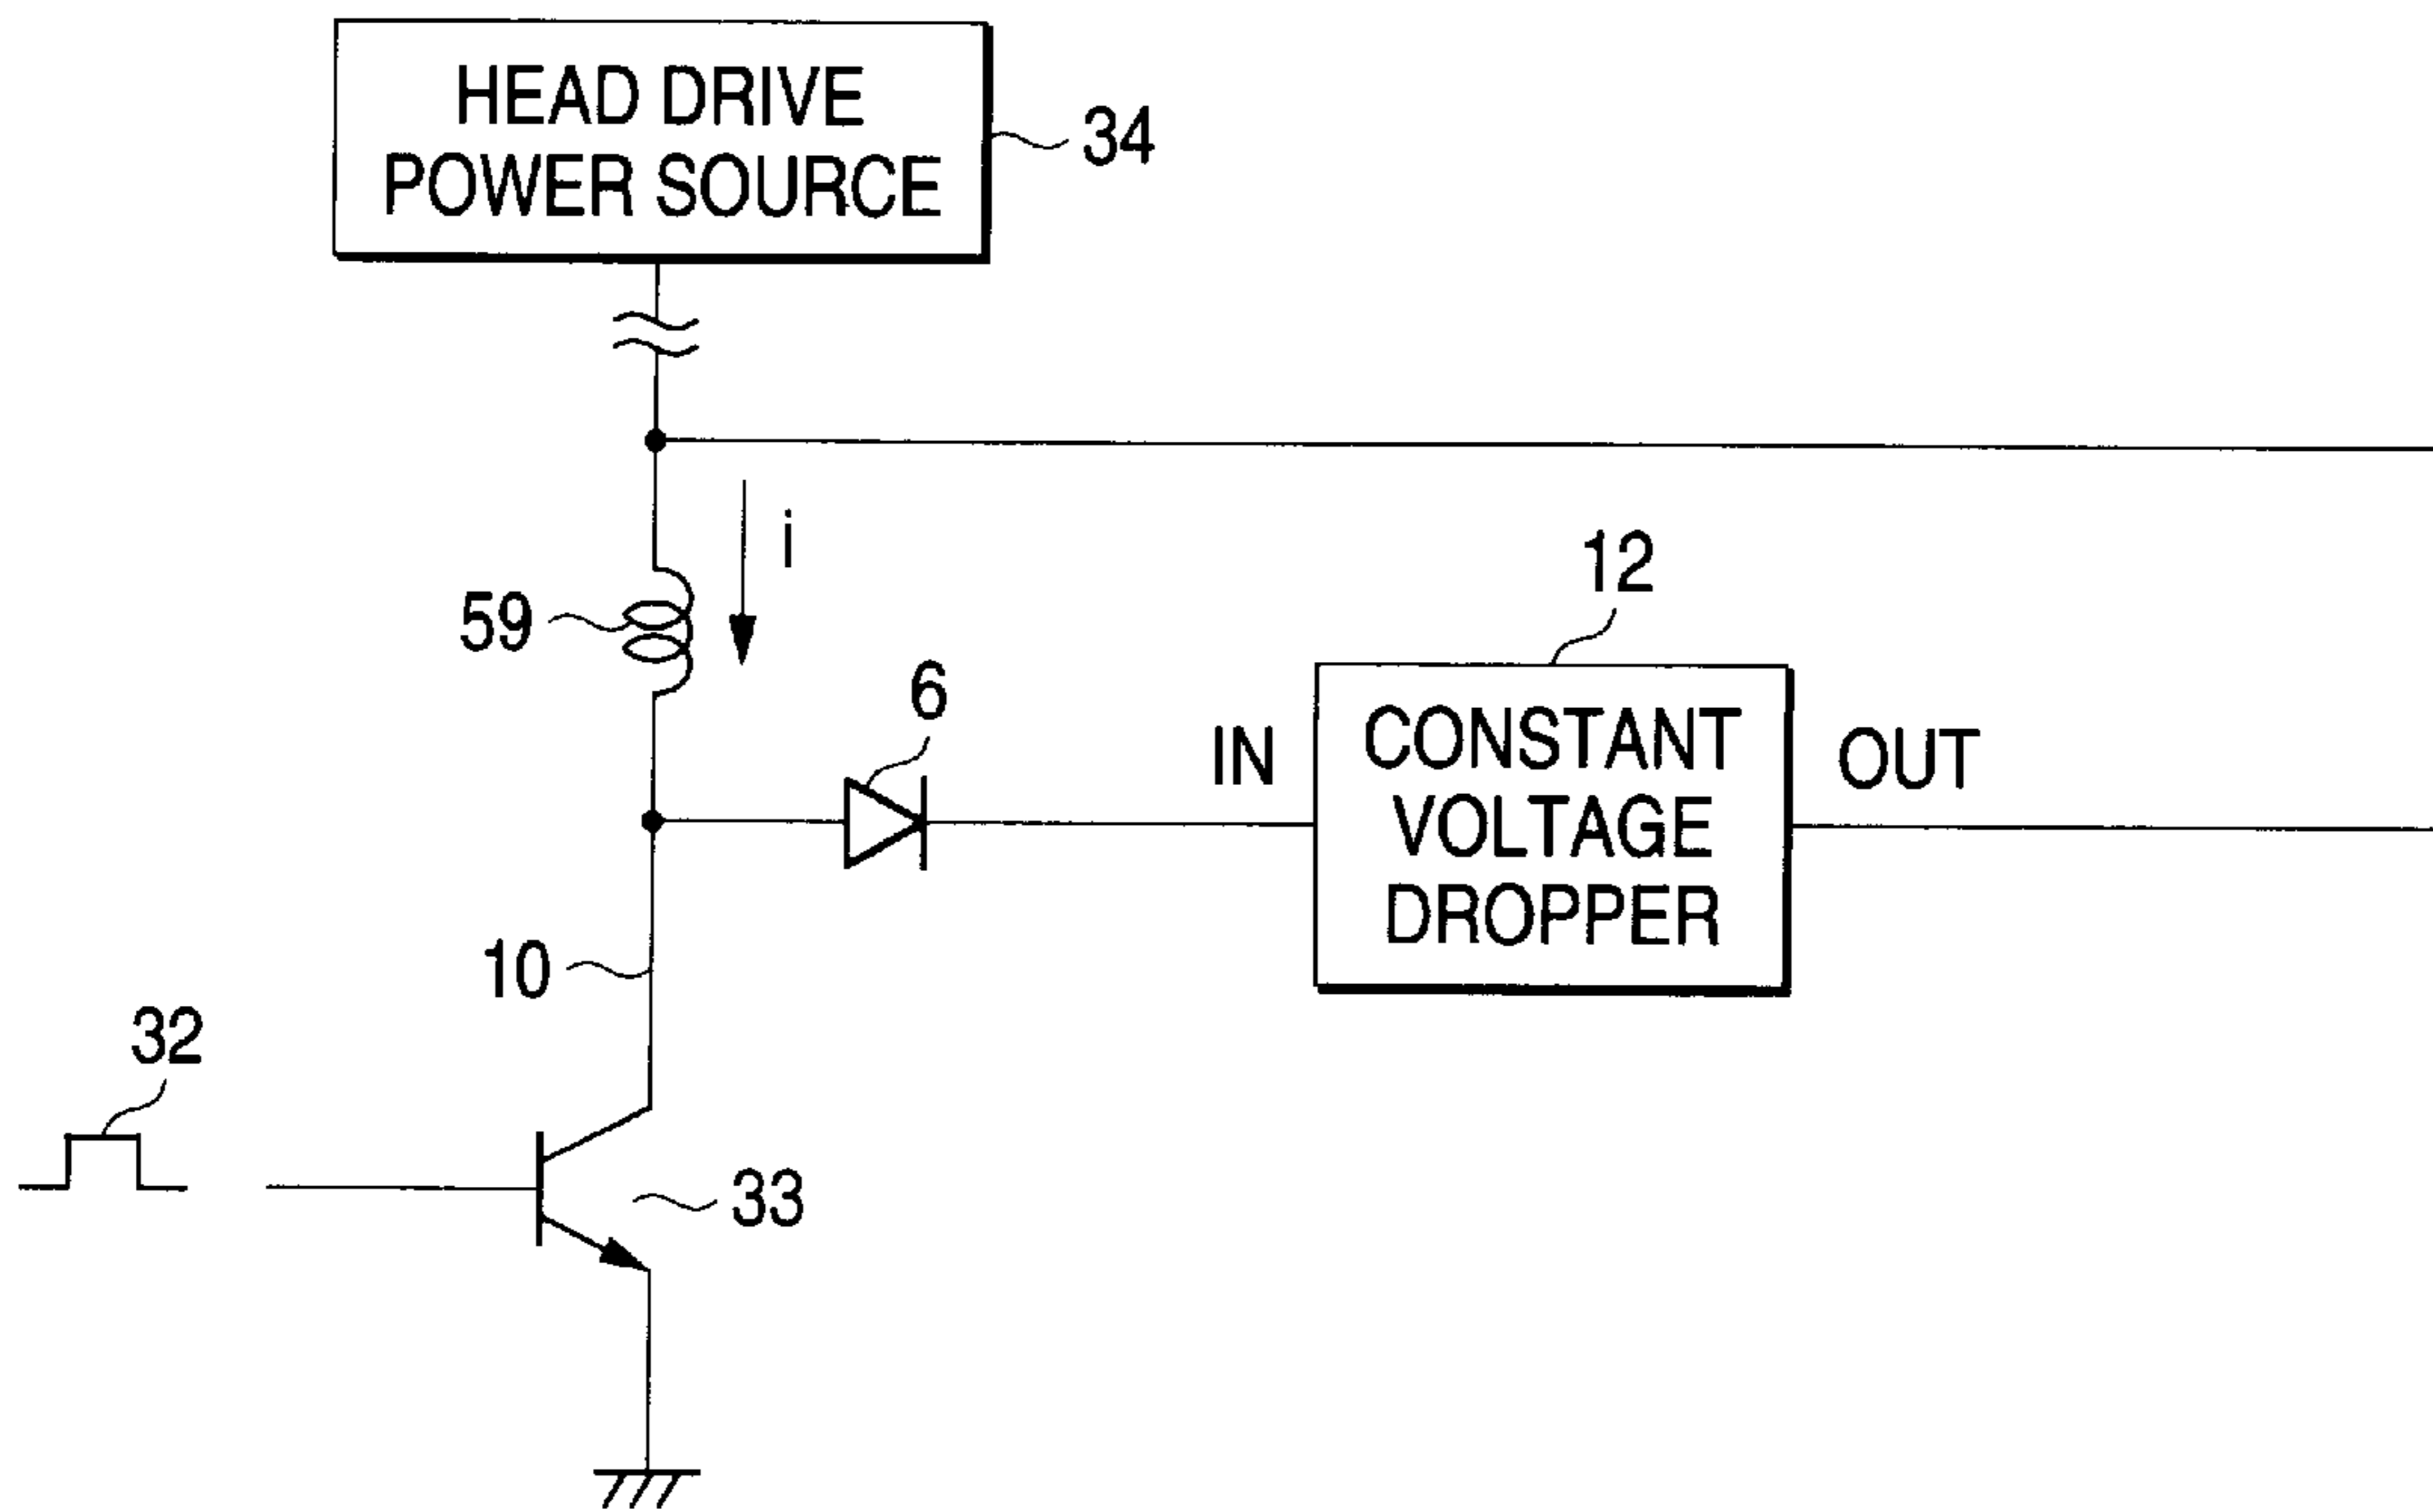 HEAD DRIVE
POWER SOURCE
34
i
59
12
6
IN
CONSTANT
VOLTAGE
DROPPER
OUT
10
32
33